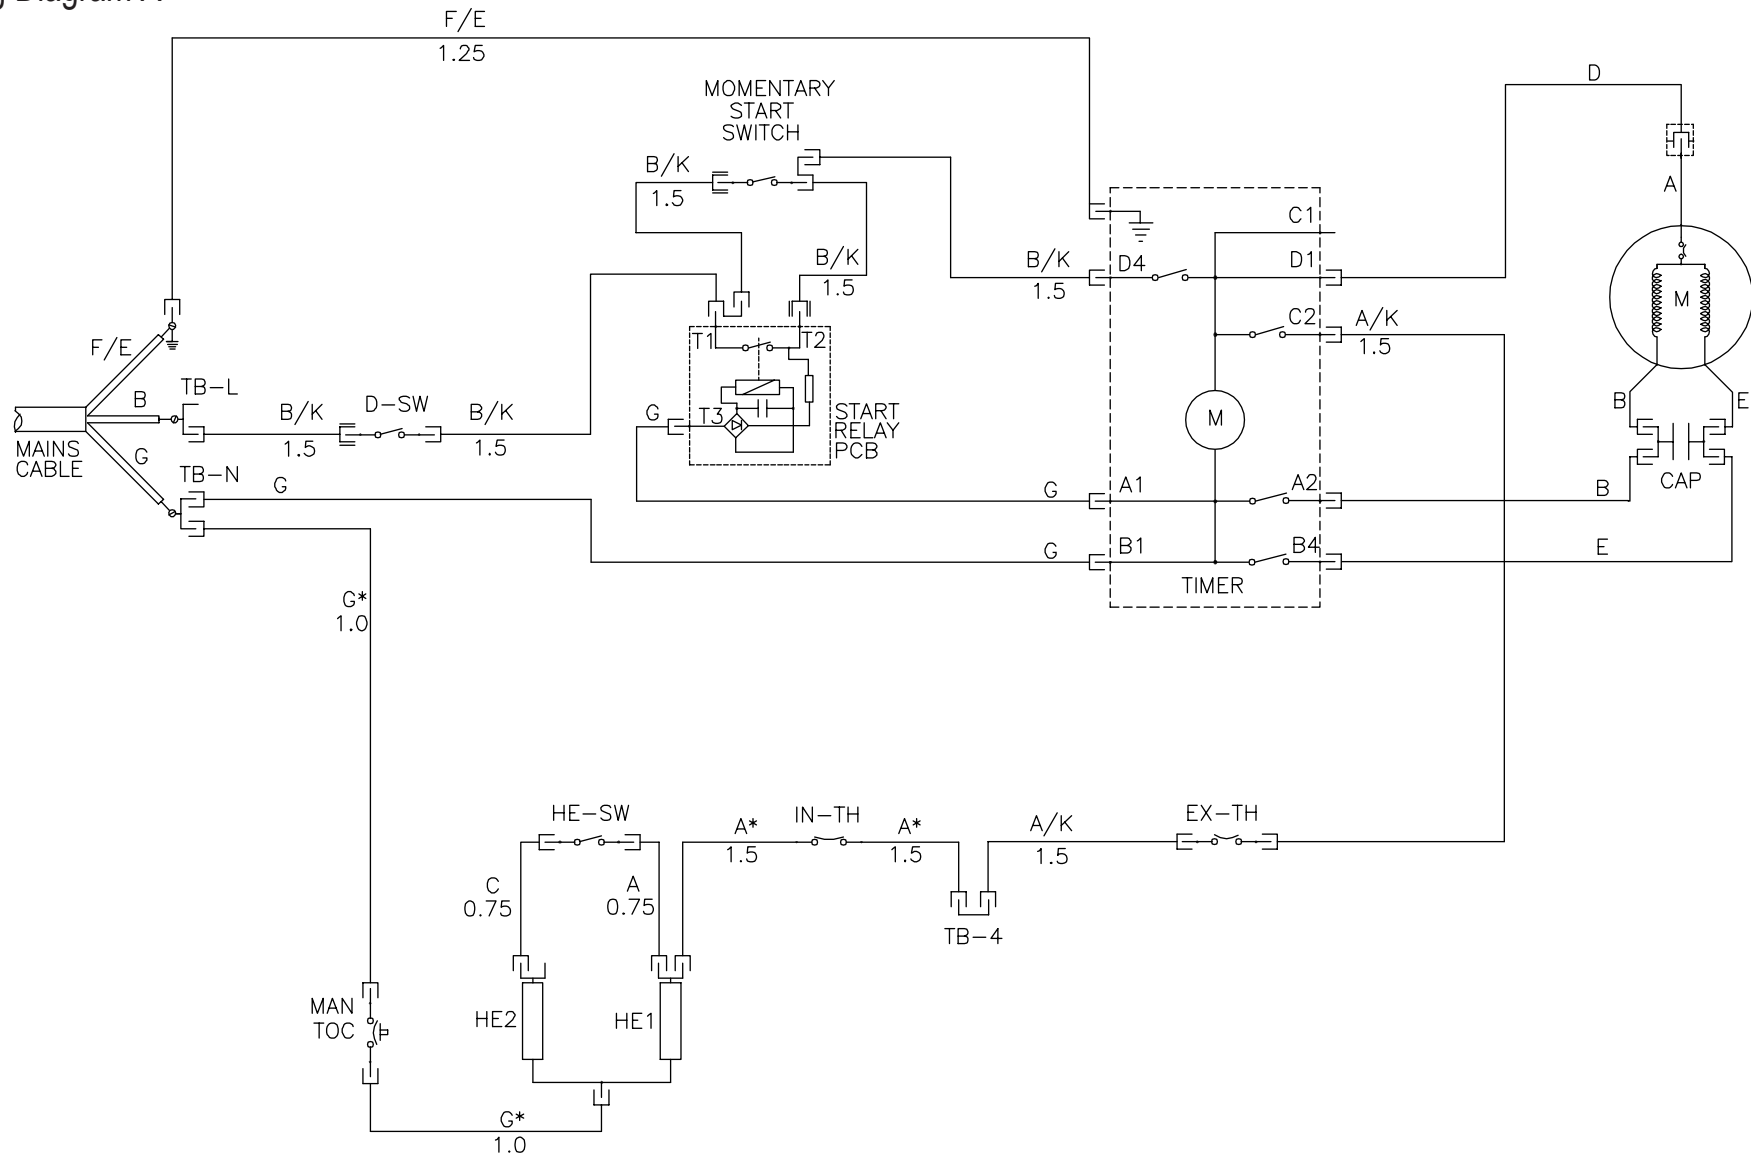 F/E
1.25
MOMENTARY
START
SWITCH
D
B/K
1.5
A
C1
B/K
1.5
B/K
1.5
D4
D1
M
F/E
T1
T2
C2
A/K
1.5
B
TB-L
B/K
1.5
D-SW
B/K
1.5
G
T3
START
RELAY
PCB
M
B
E
MAINS
CABLE
G
TB-N
G
CAP
G
A1
A2
B
G
B1
B4
E
TIMER
G*
1.0
HE-SW
A*
1.5
IN-TH
A*
1.5
A/K
1.5
EX-TH
C
0.75
A
0.75
TB-4
MAN
TOC
HE2
HE1
G*
1.0